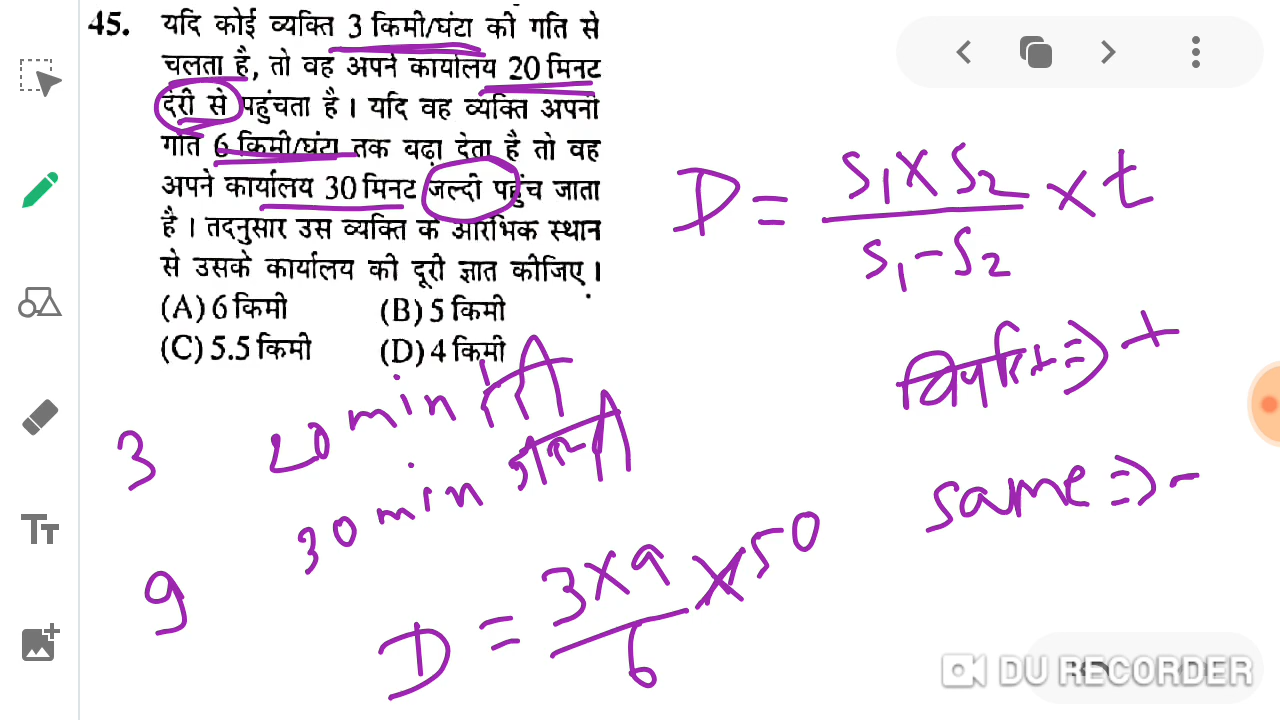 45. यदि कोई व्यक्ति 3 किमी/घंटा की गति से
चलता है, तो वह अपने कार्यालय 20 मिनट
देरी से पहुंचता है। यदि वह व्यक्ति अपनी
गति 6 किमी/घंटा तक बढ़ा देता है तो वह
अपने कार्यालय 30 मिनट जल्दी पहुंच जाता
है। तदनुसार उस व्यक्ति के आरंभिक स्थान
से उसके कार्यालय की दूरी ज्ञात कीजिए।
(A) 6 किमी (B) 5 किमी
(C) 5.5 किमी (D) 4 किमी
D = S₁ X S₂ / S₁ - S₂ x t
=> +
same => -
3 20 min
30 min जल्दी
9
D = 3 X 9 / 6 X 50
DU RECORDER
Tт